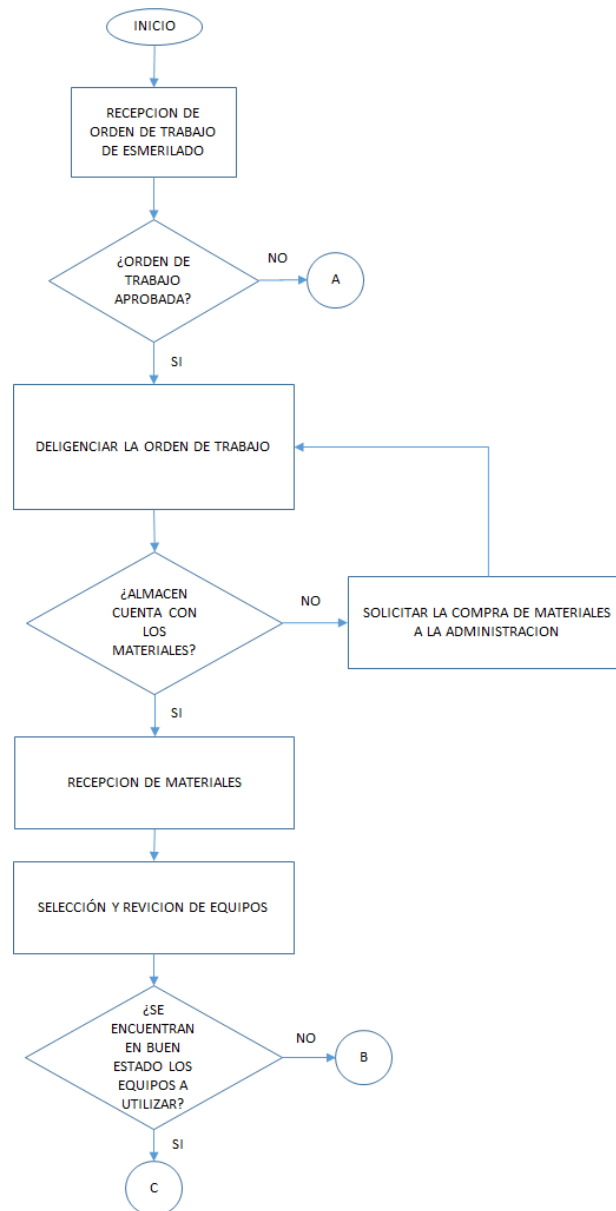 INICIO
RECEPCION DE
ORDEN DE TRABAJO
DE ESMERILADO
¿ORDEN DE
TRABAJO
APROBADA?
NO
A
SI
DELIGENCIAR LA ORDEN DE TRABAJO
¿ALMACEN
CUENTA CON
LOS
MATERIALES?
NO
SOLICITAR LA COMPRA DE MATERIALES
A LA ADMINISTRACION
SI
RECEPCION DE MATERIALES
SELECCIÓN Y REVICION DE EQUIPOS
¿SE
ENCUENTRAN
EN BUEN
ESTADO LOS
EQUIPOS A
UTILIZAR?
NO
B
SI
C